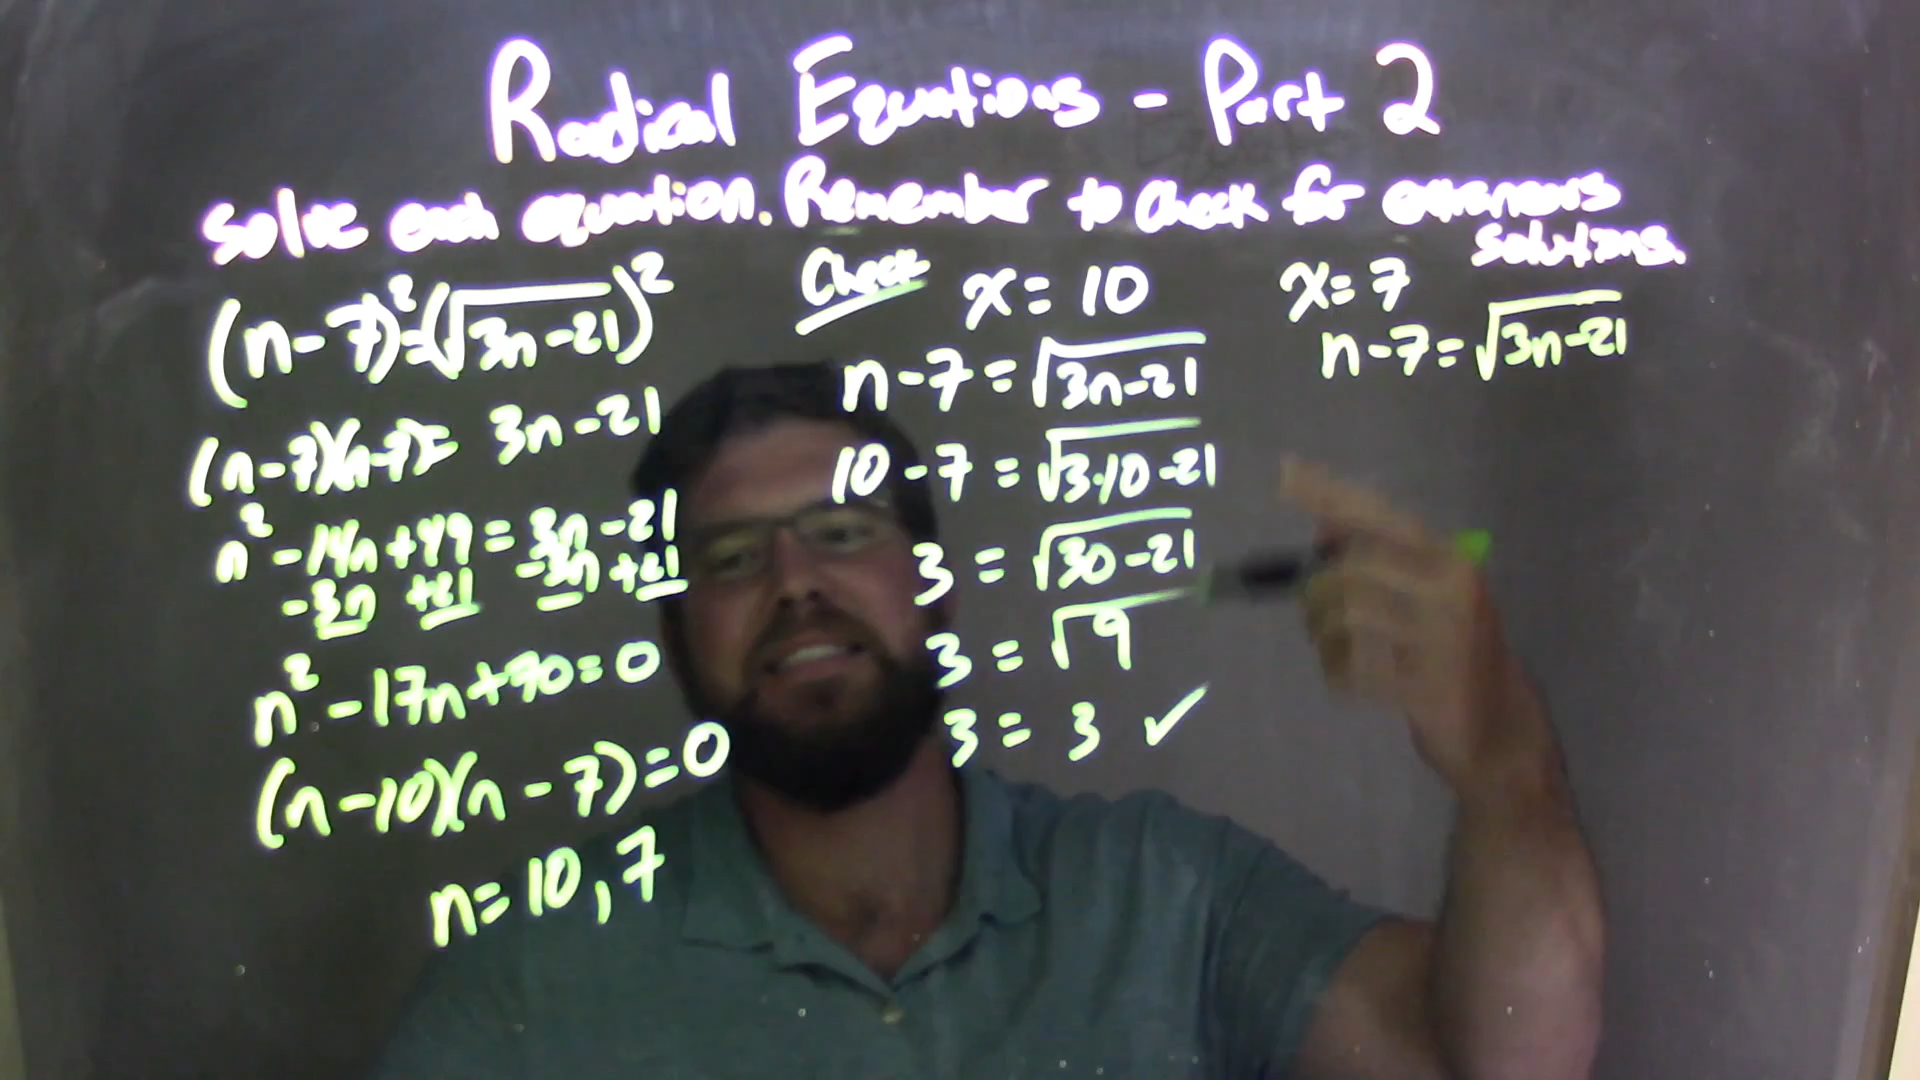 Radical Equations - Part 2
Solve each equation. Remember to check for extraneous solutions.
(n-7)²=(√3n-21)²
(n-7)(n-7)= 3n-21
n²-14n+49=3n-21
-3n +21 -3n +21
n²-17n+70=0
(n-10)(n-7)=0
n=10,7
Check x=10
n-7=√3n-21
10-7=√3·10-21
3=√30-21
3=√9
3=3 ✓
x=7
n-7=√3n-21